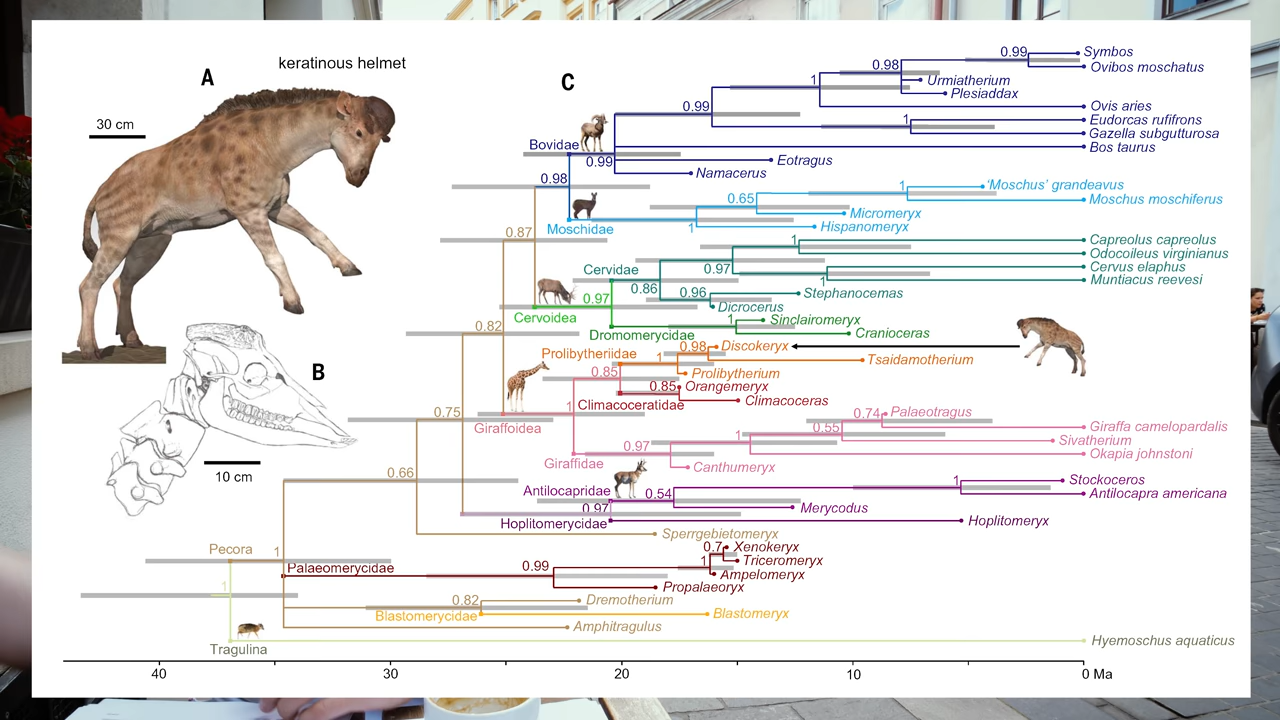 A
keratinous helmet
30 cm
B
10 cm
C
0.99
Symbos
Ovibos moschatus
0.98
Urmiatherium
Plesiaddax
1
Ovis aries
0.99
Eudorcas rufifrons
1
Gazella subgutturosa
Bos taurus
Bovidae
0.99
Eotragus
Namacerus
0.98
1
'Moschus' grandeavus
0.65
Moschus moschiferus
Micromeryx
Moschidae
1
Hispanomeryx
0.87
1
Capreolus capreolus
Odocoileus virginianus
Cervidae
0.97
Cervus elaphus
Muntiacus reevesi
0.86
0.96
Stephanocemas
0.97
Dicrocerus
Cervoidea
1
Sinclairomeryx
Dromomerycidae
Cranioceras
0.82
Prolibytheriidae
0.98
Discokeryx
1
Tsaidamotherium
0.85
Prolibytherium
0.85
Orangemeryx
Climacoceratidae
Climacoceras
1
0.74
Palaeotragus
0.75
Giraffoidea
0.55
Giraffa camelopardalis
1
Sivatherium
0.97
Okapia johnstoni
Giraffidae
Canthumeryx
0.66
1
Stockoceros
Antilocapridae
0.54
Antilocapra americana
0.97
Merycodus
Hoplitomerycidae
Hoplitomeryx
Sperrgebietomeryx
Pecora
1
0.7
Xenokeryx
1
Triceromeryx
Palaeomerycidae
0.99
Ampelomeryx
Propalaeoryx
1
0.82
Dremotherium
Blastomerycidae
Blastomeryx
Amphitragulus
Hyemoschus aquaticus
Tragulina
40 30 20 10 0 Ma